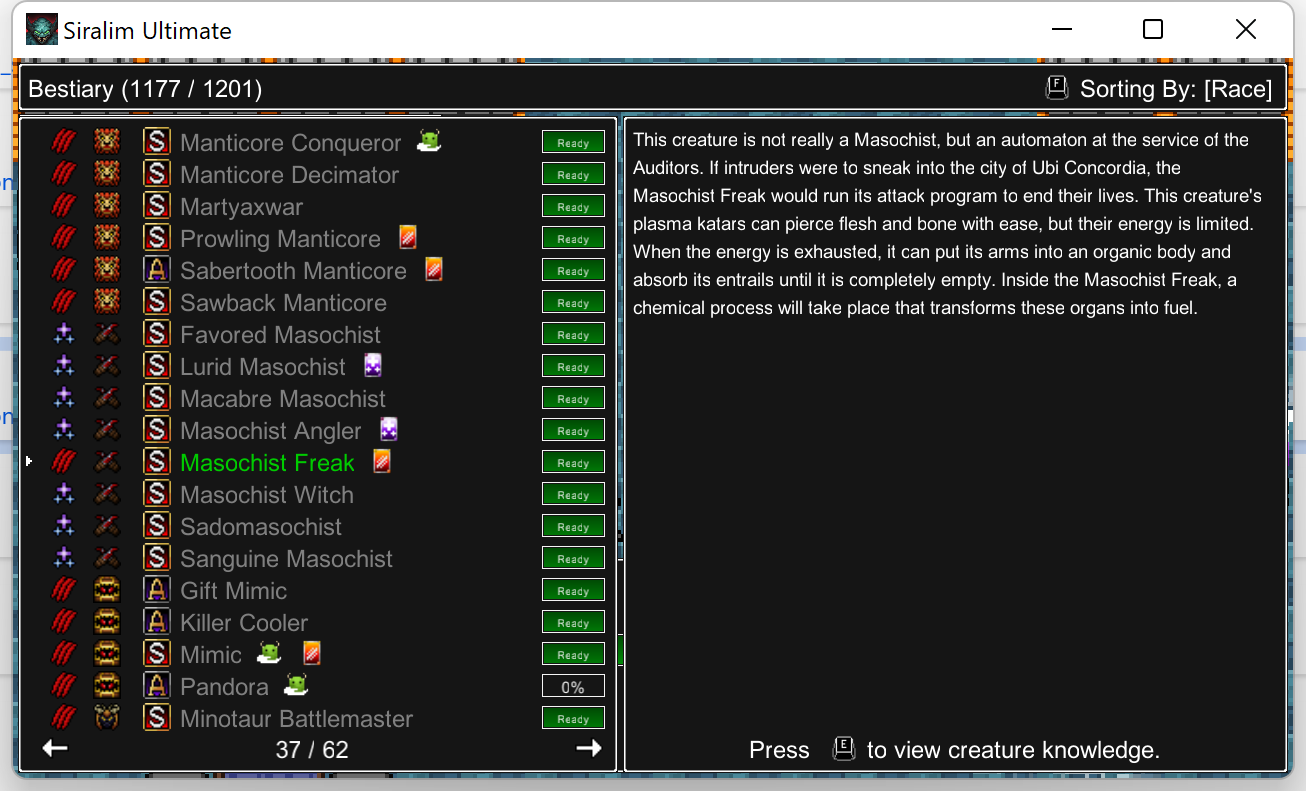 Siralim Ultimate
Bestiary (1177 / 1201)
F Sorting By: [Race]
S Manticore Conqueror Ready
S Manticore Decimator Ready
S Martyaxwar Ready
S Prowling Manticore Ready
A Sabertooth Manticore Ready
S Sawback Manticore Ready
S Favored Masochist Ready
S Lurid Masochist Ready
S Macabre Masochist Ready
S Masochist Angler Ready
S Masochist Freak Ready
S Masochist Witch Ready
S Sadomasochist Ready
S Sanguine Masochist Ready
A Gift Mimic Ready
A Killer Cooler Ready
S Mimic Ready
A Pandora 0%
S Minotaur Battlemaster Ready
37 / 62
This creature is not really a Masochist, but an automaton at the service of the
Auditors. If intruders were to sneak into the city of Ubi Concordia, the
Masochist Freak would run its attack program to end their lives. This creature's
plasma katars can pierce flesh and bone with ease, but their energy is limited.
When the energy is exhausted, it can put its arms into an organic body and
absorb its entrails until it is completely empty. Inside the Masochist Freak, a
chemical process will take place that transforms these organs into fuel.
Press E to view creature knowledge.